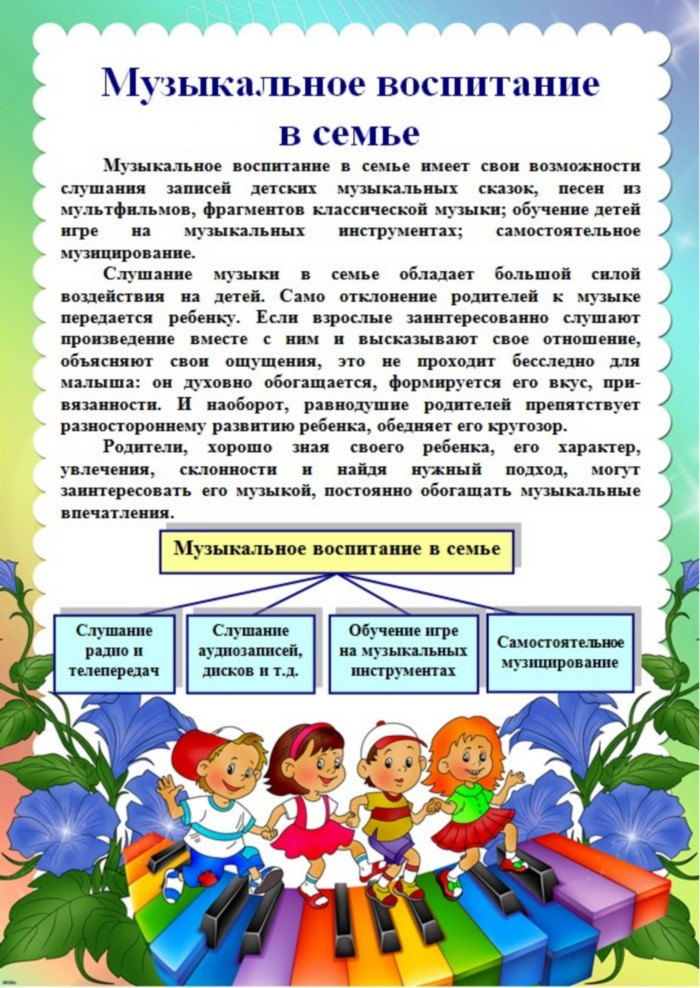 Музыкальное воспитание
в семье
Музыкальное воспитание в семье имеет свои возможности
слушания записей детских музыкальных сказок, песен из
мультфильмов, фрагментов классической музыки; обучение детей
игре на музыкальных инструментах; самостоятельное
музицирование.
Слушание музыки в семье обладает большой силой
воздействия на детей. Само отклонение родителей к музыке
передается ребенку. Если взрослые заинтересованно слушают
произведение вместе с ним и высказывают свое отношение,
объясняют свои ощущения, это не проходит бесследно для
малыша: он духовно обогащается, формируется его вкус, при-
вязанности. И наоборот, равнодушие родителей препятствует
разностороннему развитию ребенка, обедняет его кругозор.
Родители, хорошо зная своего ребенка, его характер,
увлечения, склонности и найдя нужный подход, могут
заинтересовать его музыкой, постоянно обогащать музыкальные
впечатления.
Музыкальное воспитание в семье
Слушание
радио и
телепередач
Слушание
аудиозаписей,
дисков и т.д.
Обучение игре
на музыкальных
инструментах
Самостоятельное
музицирование